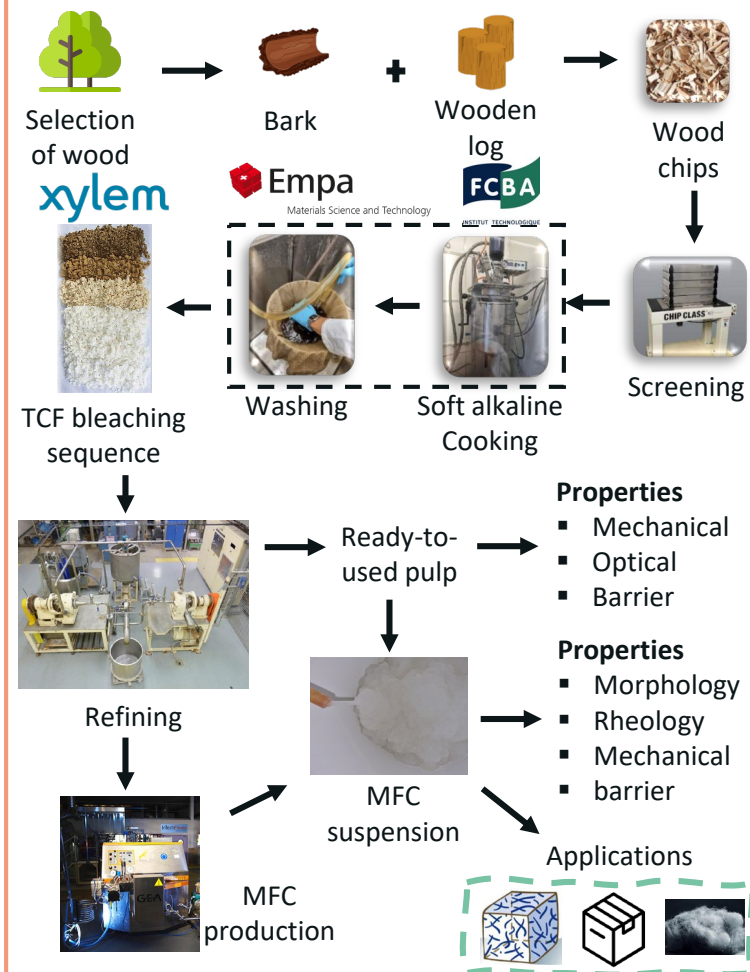 Selection
of wood
Bark
+
Wooden
log
Wood
chips
xylem
Empa
Materials Science and Technology
FCBA
INSTITUT TECHNOLOGIQUE
CHIP CLASS
Screening
Soft alkaline
Cooking
Washing
TCF bleaching
sequence
Refining
Ready-to-
used pulp
Properties
▪ Mechanical
▪ Optical
▪ Barrier
MFC
suspension
Properties
▪ Morphology
▪ Rheology
▪ Mechanical
▪ barrier
GEA
MFC
production
Applications